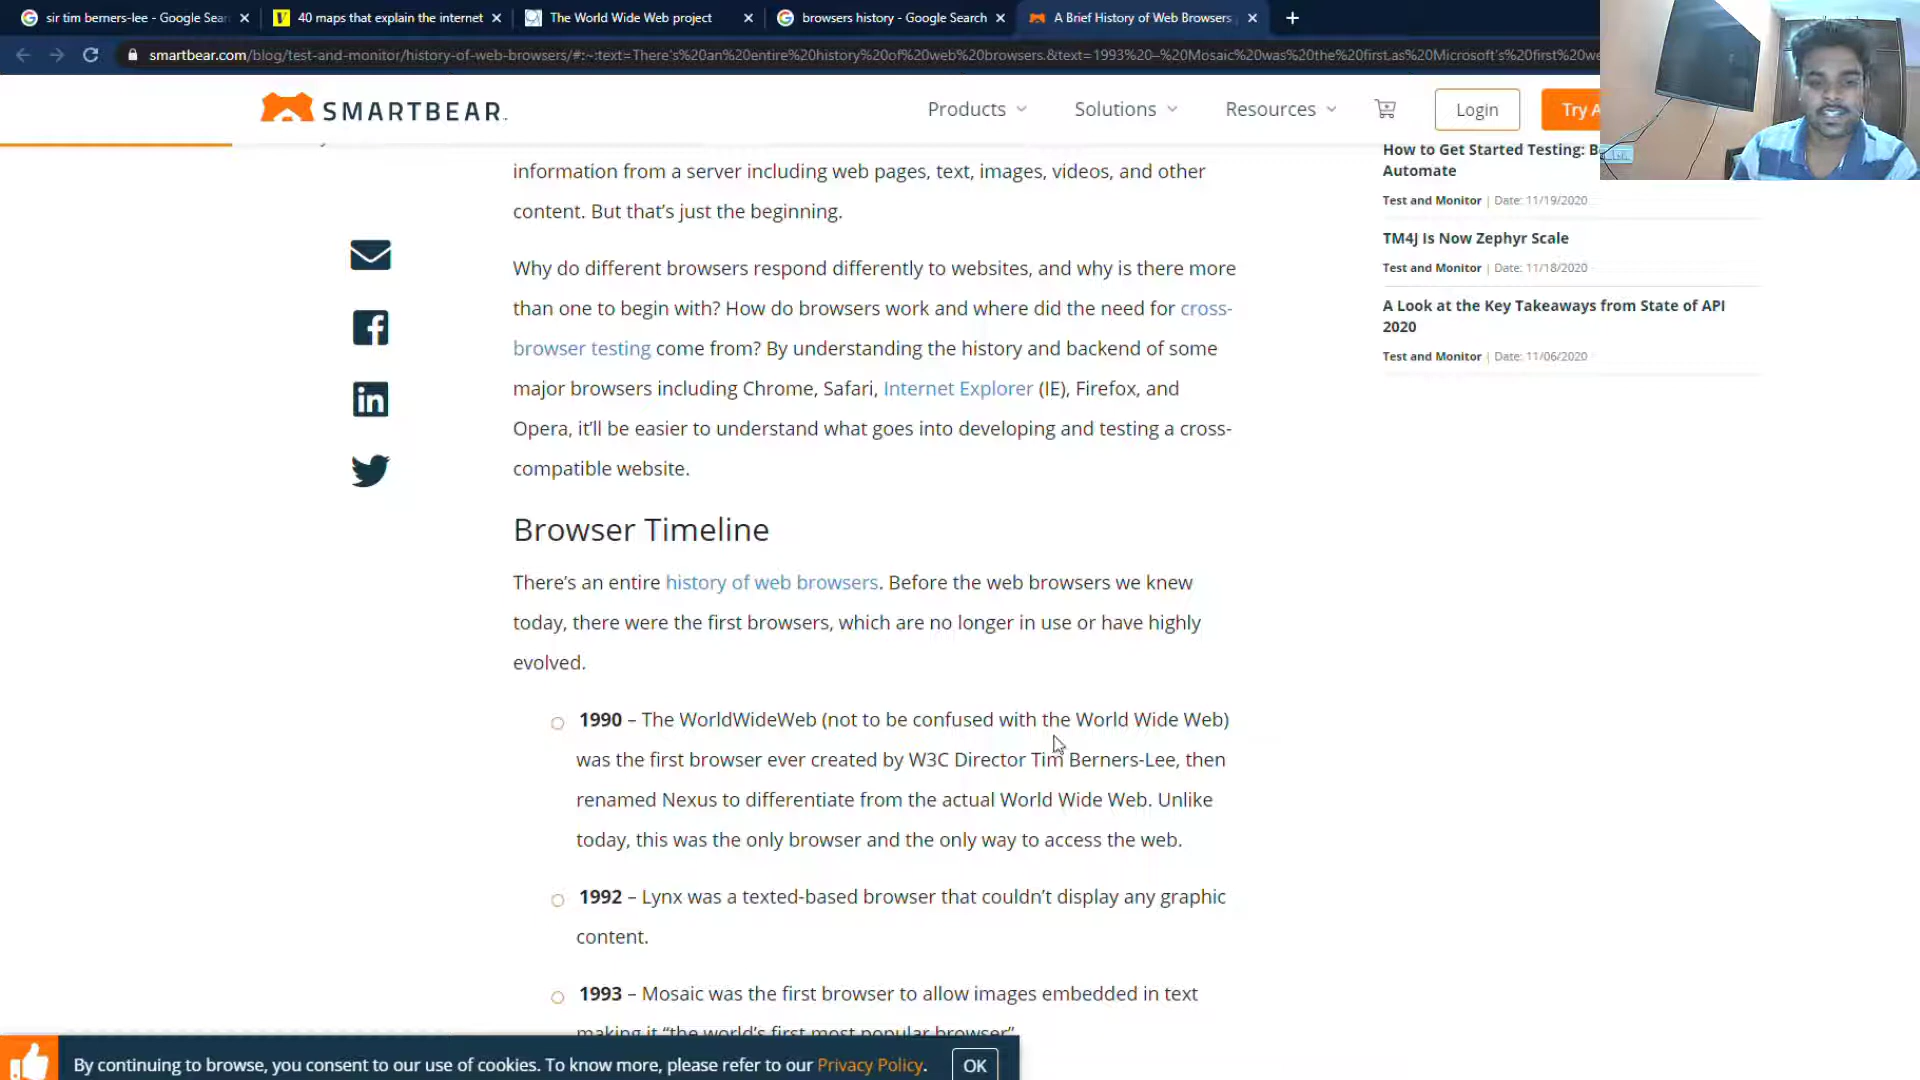 sir tim berners-lee - Google Sear
40 maps that explain the internet
The World Wide Web project
browsers history - Google Search
A Brief History of Web Browsers
smartbear.com/blog/test-and-monitor/history-of-web-browsers/#:~:text=There's%20an%20entire%20history%20of%20web%20browsers.&text=1993%20–%20Mosaic%20was%20the%20first,as%20Microsoft's%20first%20we
SMARTBEAR
Products
Solutions
Resources
Login
Try A
information from a server including web pages, text, images, videos, and other
content. But that’s just the beginning.
Why do different browsers respond differently to websites, and why is there more
than one to begin with? How do browsers work and where did the need for cross-
browser testing come from? By understanding the history and backend of some
major browsers including Chrome, Safari, Internet Explorer (IE), Firefox, and
Opera, it’ll be easier to understand what goes into developing and testing a cross-
compatible website.
Browser Timeline
There’s an entire history of web browsers. Before the web browsers we knew
today, there were the first browsers, which are no longer in use or have highly
evolved.
1990 – The WorldWideWeb (not to be confused with the World Wide Web)
was the first browser ever created by W3C Director Tim Berners-Lee, then
renamed Nexus to differentiate from the actual World Wide Web. Unlike
today, this was the only browser and the only way to access the web.
1992 – Lynx was a texted-based browser that couldn’t display any graphic
content.
1993 – Mosaic was the first browser to allow images embedded in text
making it “the world’s first most popular browser”.
How to Get Started Testing: B
Automate
Test and Monitor | Date: 11/19/2020
TM4J Is Now Zephyr Scale
Test and Monitor | Date: 11/18/2020
A Look at the Key Takeaways from State of API
2020
Test and Monitor | Date: 11/06/2020
By continuing to browse, you consent to our use of cookies. To know more, please refer to our Privacy Policy.
OK